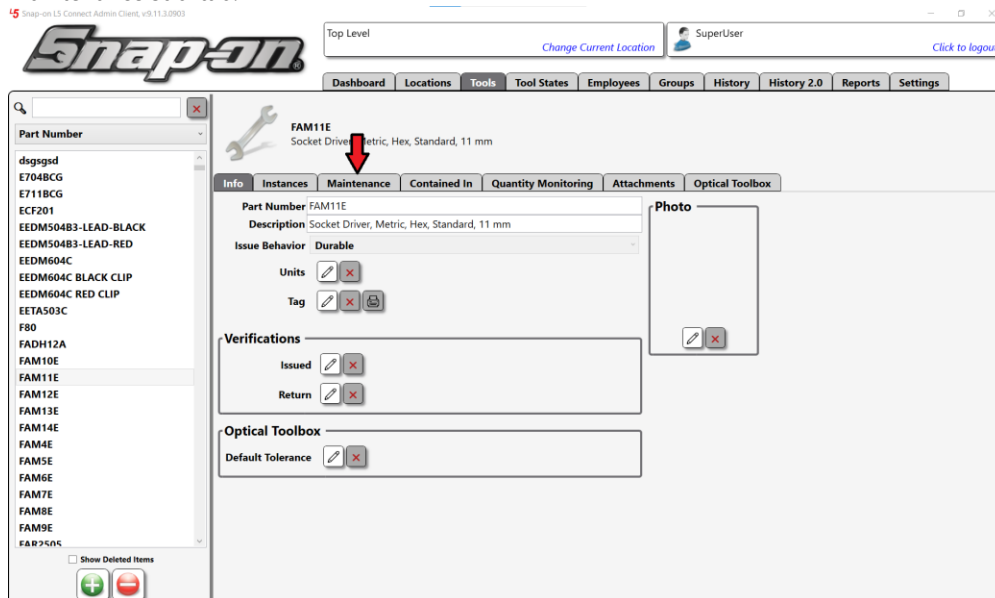 Snap-on L5 Connect Admin Client, v:9.11.3.0903
Snap-on
Top Level
Change Current Location
SuperUser
Click to logout
Dashboard Locations Tools Tool States Employees Groups History History 2.0 Reports Settings
Part Number
dsgsgsd
E704BCG
E711BCG
ECF201
EEDM504B3-LEAD-BLACK
EEDM504B3-LEAD-RED
EEDM604C
EEDM604C BLACK CLIP
EEDM604C RED CLIP
EETA503C
F80
FADH12A
FAM10E
FAM11E
FAM12E
FAM13E
FAM14E
FAM4E
FAM5E
FAM6E
FAM7E
FAM8E
FAM9E
FAR2505
Show Deleted Items
FAM11E
Socket Driver, Metric, Hex, Standard, 11 mm
Info Instances Maintenance Contained In Quantity Monitoring Attachments Optical Toolbox
Part Number FAM11E
Description Socket Driver, Metric, Hex, Standard, 11 mm
Issue Behavior Durable
Units
Tag
Verifications
Issued
Return
Optical Toolbox
Default Tolerance
Photo